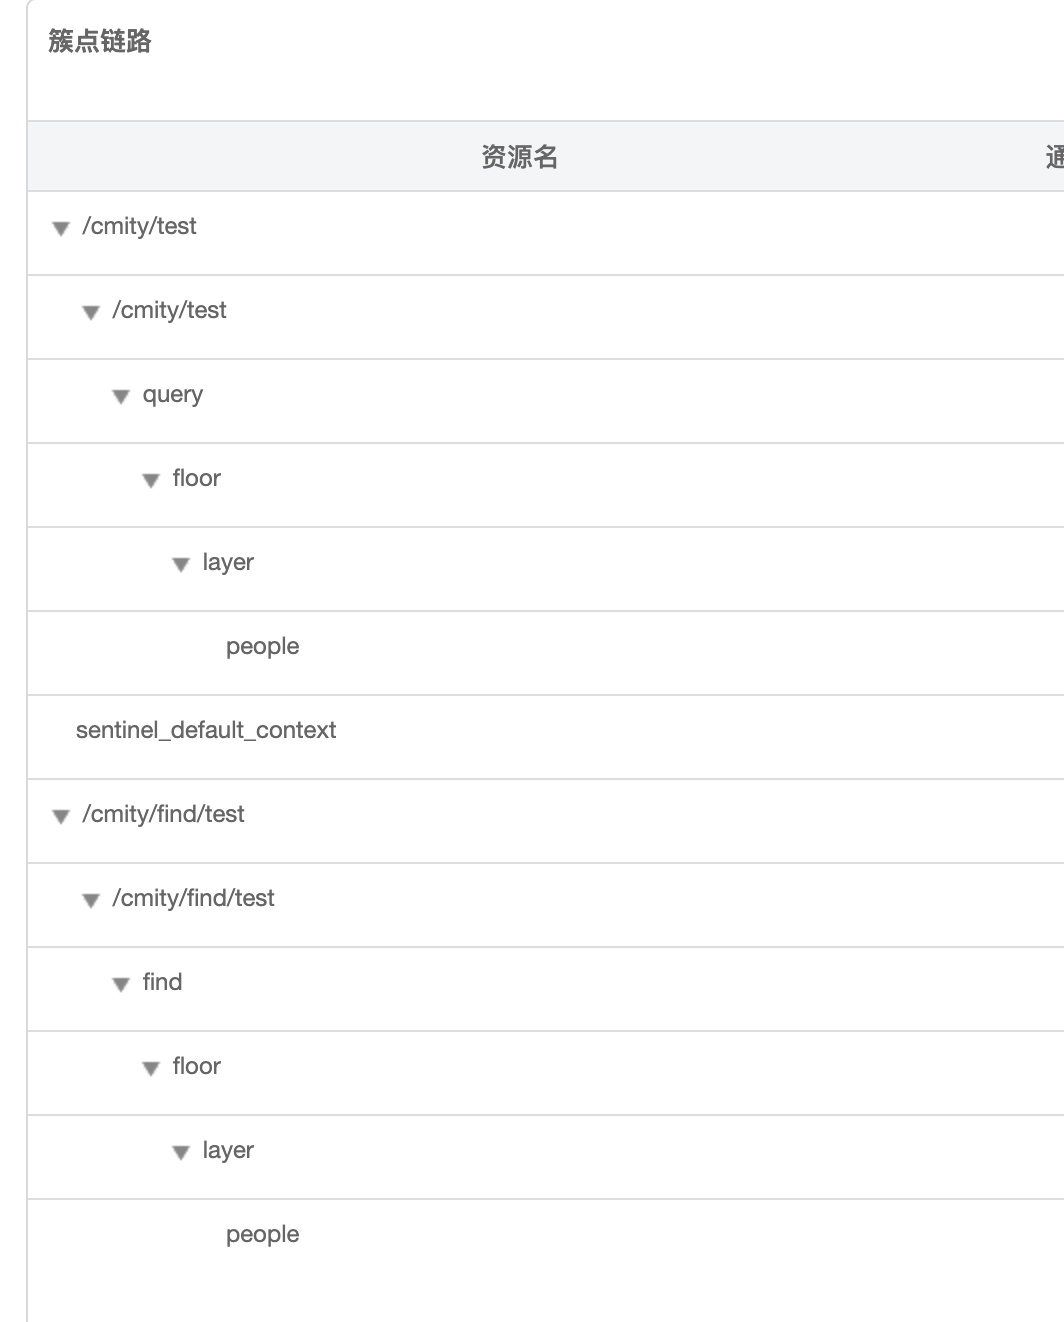 簇点链路
资源名 通
/cmity/test
/cmity/test
query
floor
layer
people
sentinel_default_context
/cmity/find/test
/cmity/find/test
find
floor
layer
people